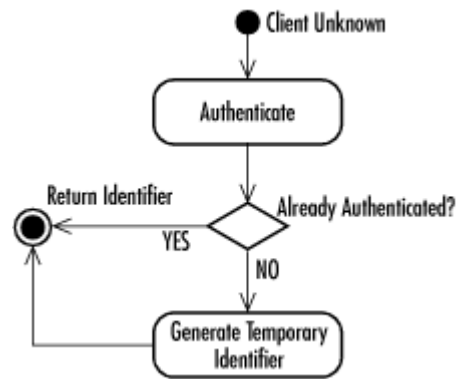 Client Unknown
Authenticate
Return Identifier
Already Authenticated?
YES
NO
Generate Temporary
Identifier